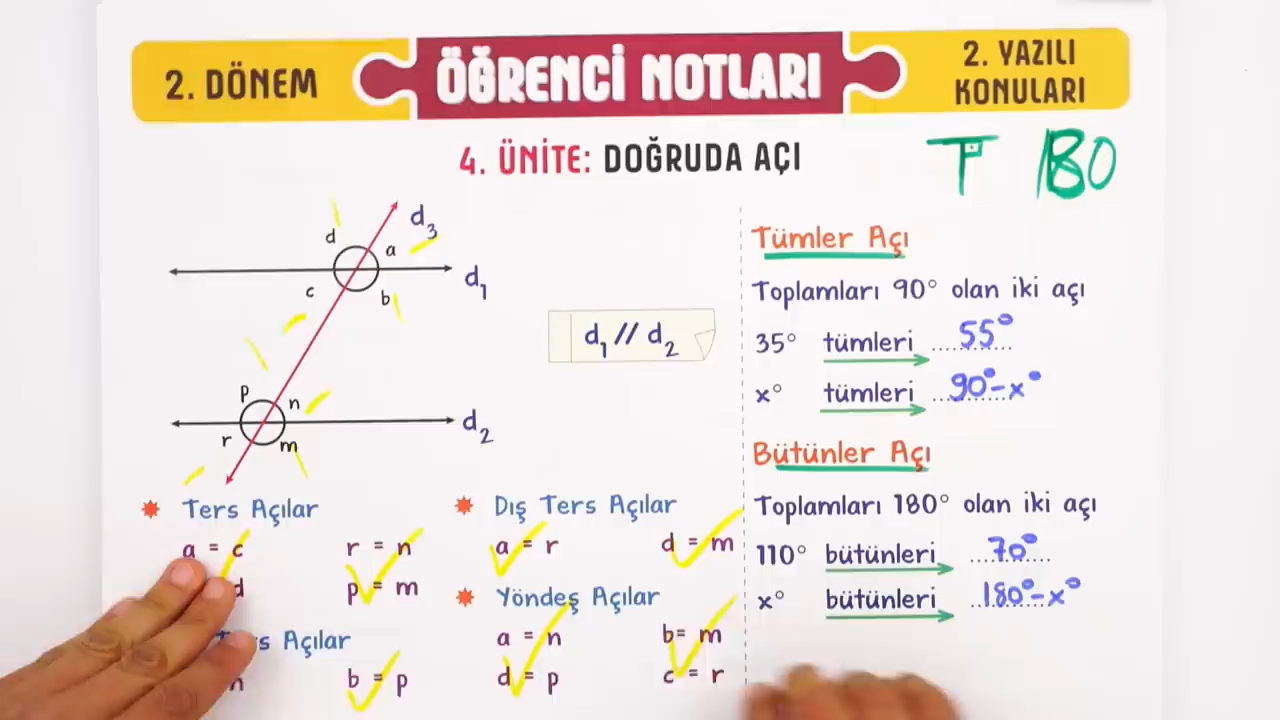 2. DÖNEM
ÖĞRENCİ NOTLARI
2. YAZILI
KONULARI
4. ÜNİTE: DOĞRUDA AÇI
T 180
d
a
c
b
d3
d1
p
n
r
m
d2
d1 // d2
Ters Açılar
a = c
r = n
d
p = m
s Açılar
n
b = p
Dış Ters Açılar
a = r
d = m
Yöndeş Açılar
a = n
b= m
d = p
c = r
Tümler Açı
Toplamları 90° olan iki açı
35° tümleri 55°
x° tümleri 90°-x°
Bütünler Açı
Toplamları 180° olan iki açı
110° bütünleri 70°
x° bütünleri 180°-x°